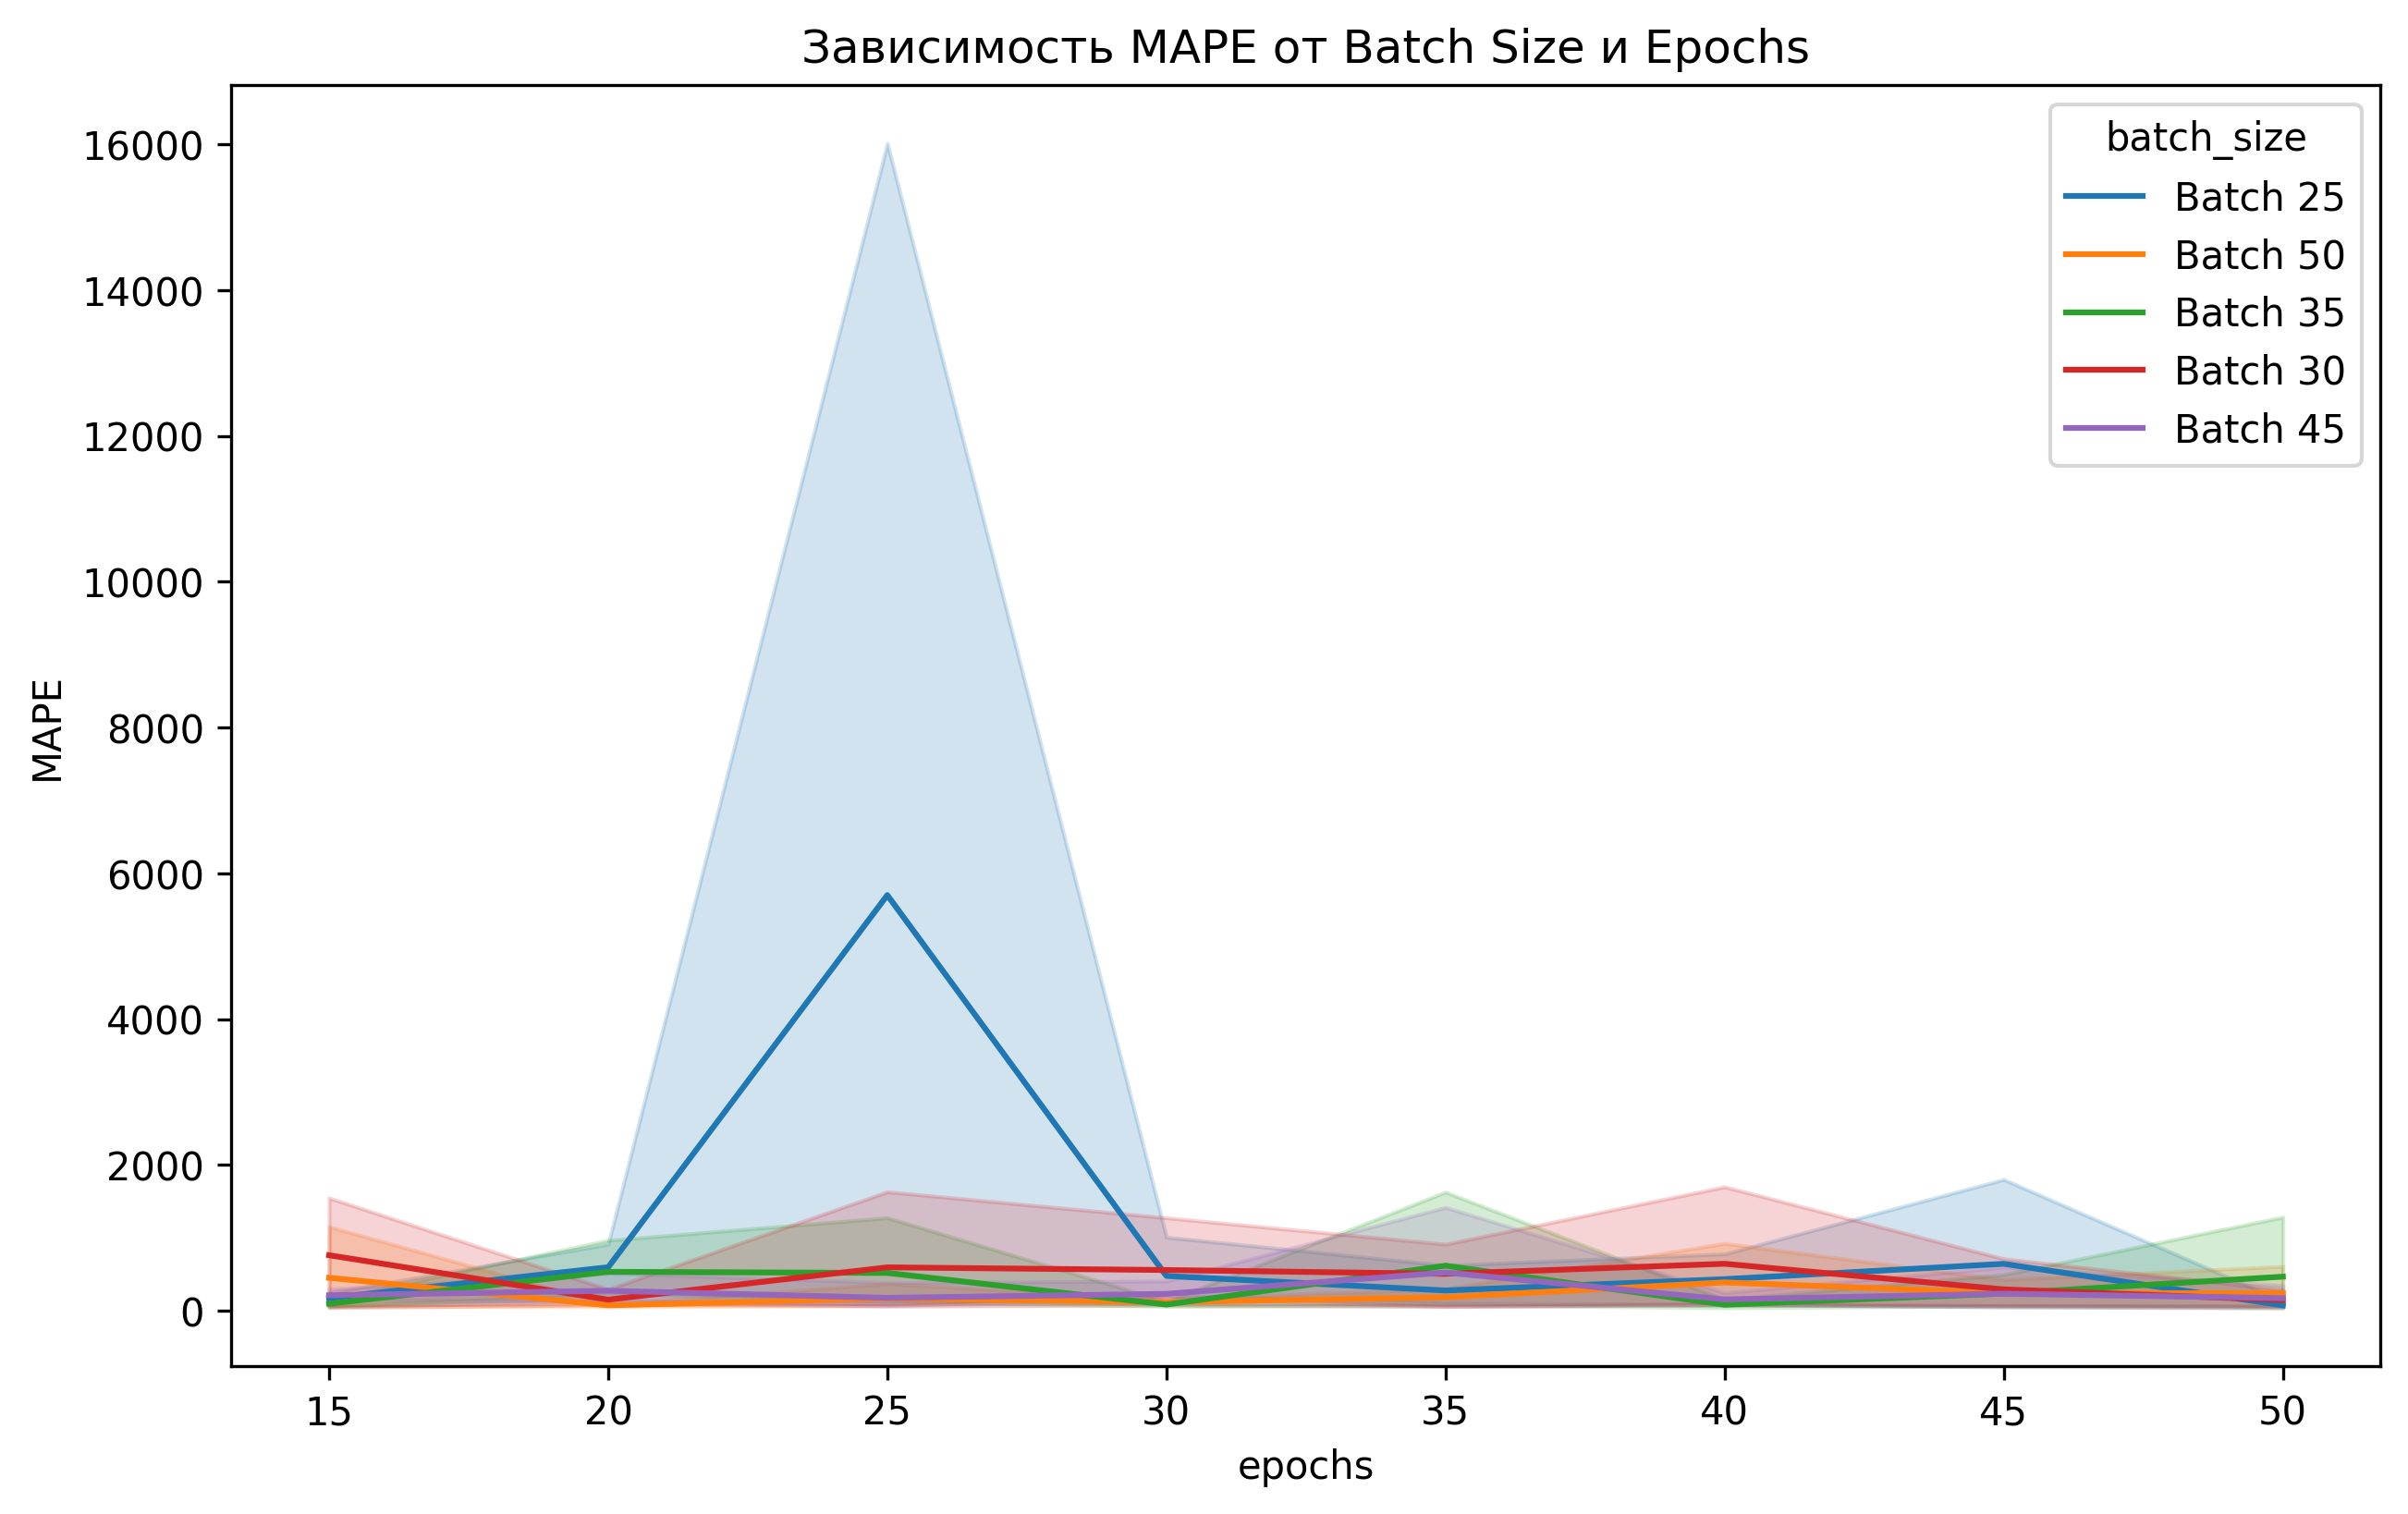 Зависимость MAPE от Batch Size и Epochs
batch_size
Batch 25
Batch 50
Batch 35
Batch 30
Batch 45
MAPE
16000
14000
12000
10000
8000
6000
4000
2000
0
15 20 25 30 35 40 45 50
epochs